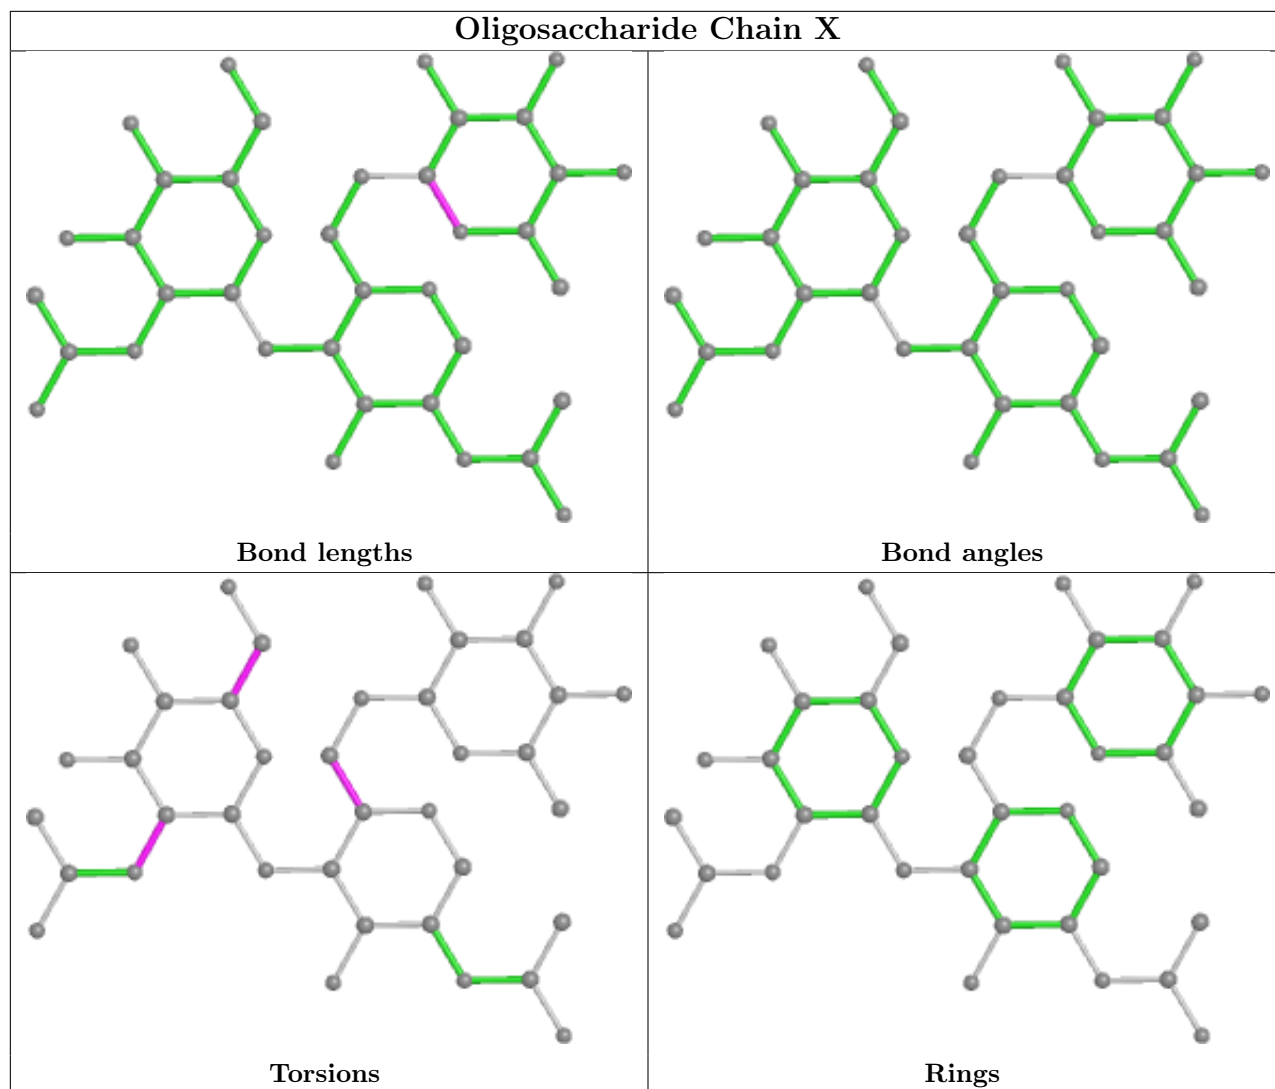 Oligosaccharide Chain X
Bond lengths
Bond angles
Torsions
Rings